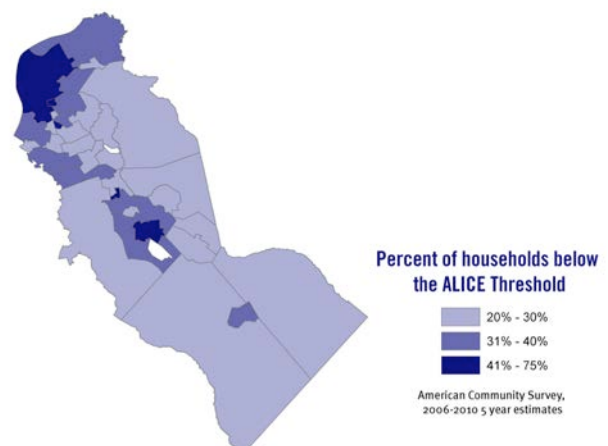 Percent of households below
the ALICE Threshold
20% - 30%
31% - 40%
41% - 75%
American Community Survey,
2006-2010 5 year estimates